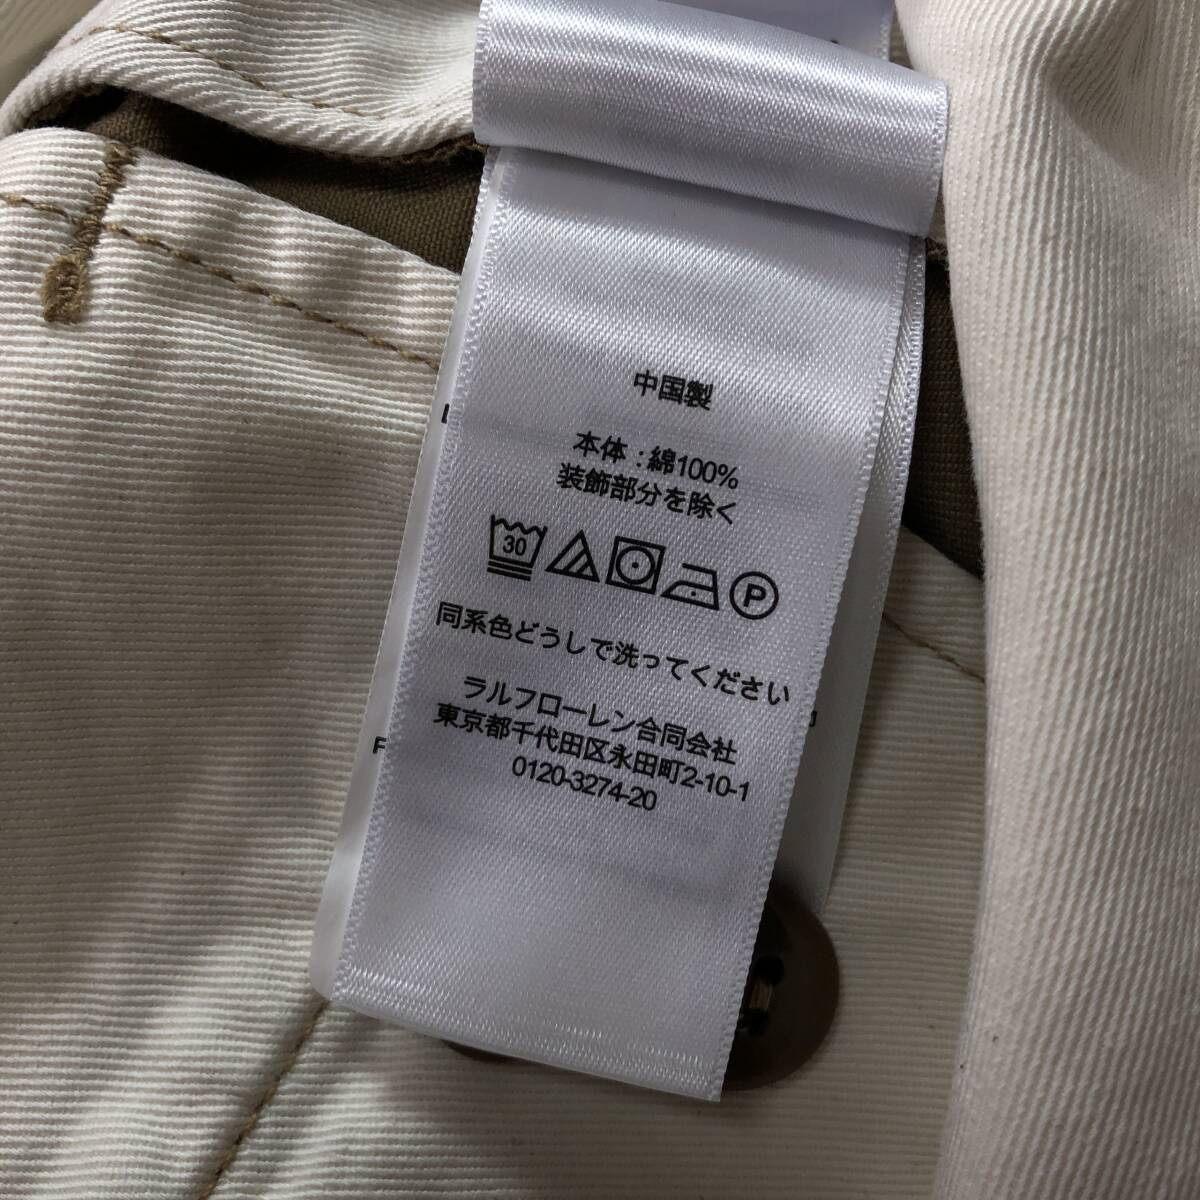 中国製
本体:綿100%
装飾部分を除く
30 P
同系色どうしで洗ってください
ラルフローレン合同会社
東京都千代田区永田町2-10-1
0120-3274-20